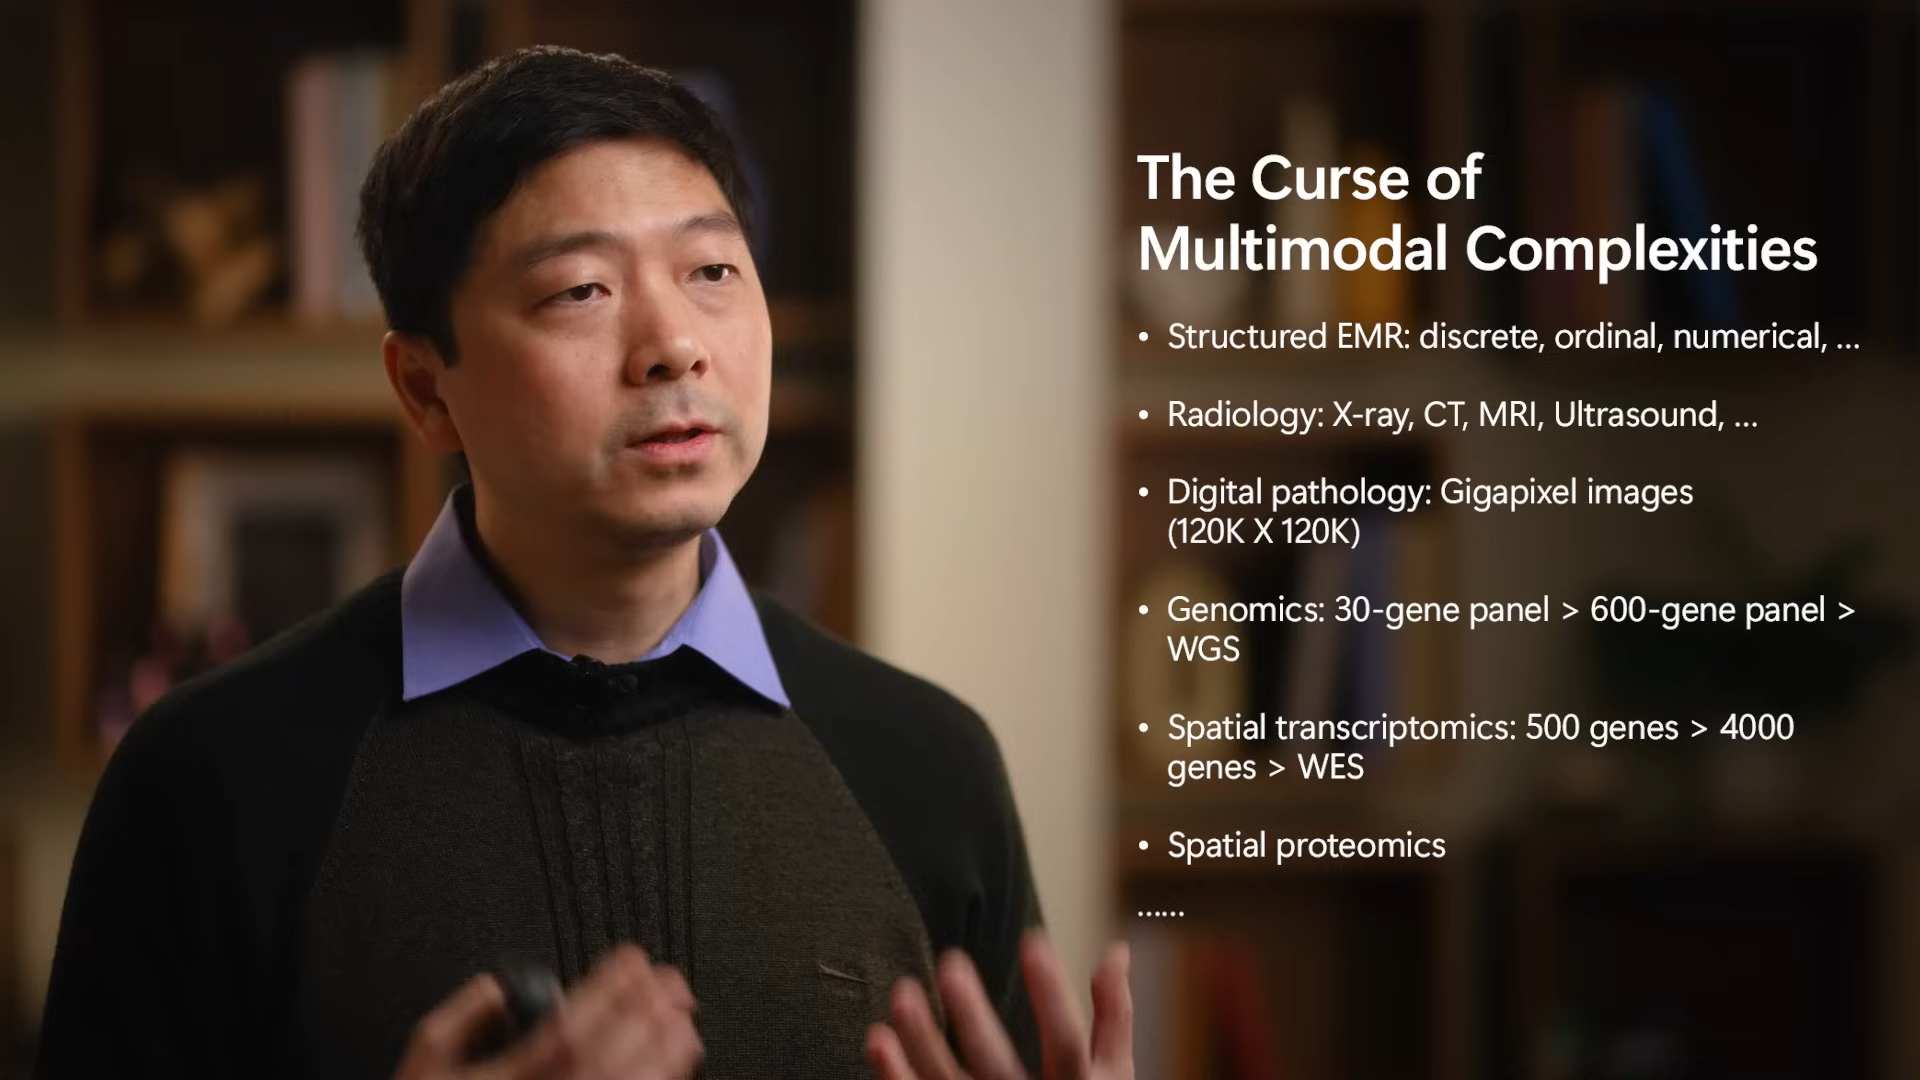 The Curse of
Multimodal Complexities
• Structured EMR: discrete, ordinal, numerical, ...
• Radiology: X-ray, CT, MRI, Ultrasound, ...
• Digital pathology: Gigapixel images
(120K X 120K)
• Genomics: 30-gene panel > 600-gene panel >
WGS
• Spatial transcriptomics: 500 genes > 4000
genes > WES
• Spatial proteomics
......